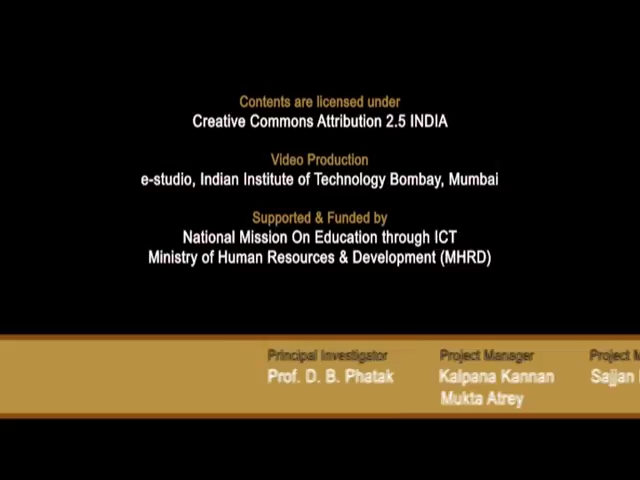 Contents are licensed under
Creative Commons Attribution 2.5 INDIA
Video Production
e-studio, Indian Institute of Technology Bombay, Mumbai
Supported & Funded by
National Mission On Education through ICT
Ministry of Human Resources & Development (MHRD)
Principal Investigator
Prof. D. B. Phatak
Project Manager
Kalpana Kannan
Mukta Atrey
Project
Sajjan